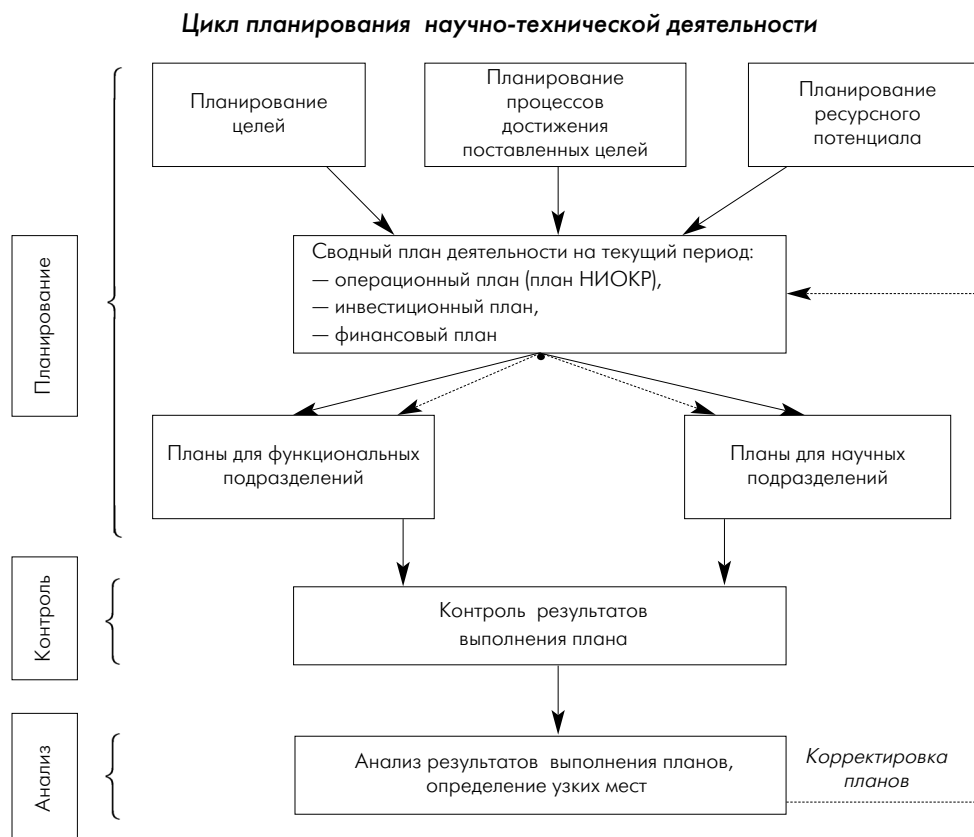 Цикл планирования научно-технической деятельности
Планирование
целей
Планирование
процессов
достижения
поставленных целей
Планирование
ресурсного
потенциала
Планирование
Сводный план деятельности на текущий период:
— операционный план (план НИОКР),
— инвестиционный план,
— финансовый план
Планы для функциональных
подразделений
Планы для научных
подразделений
Контроль
Контроль результатов
выполнения плана
Анализ
Анализ результатов выполнения планов,
определение узких мест
Корректировка
планов